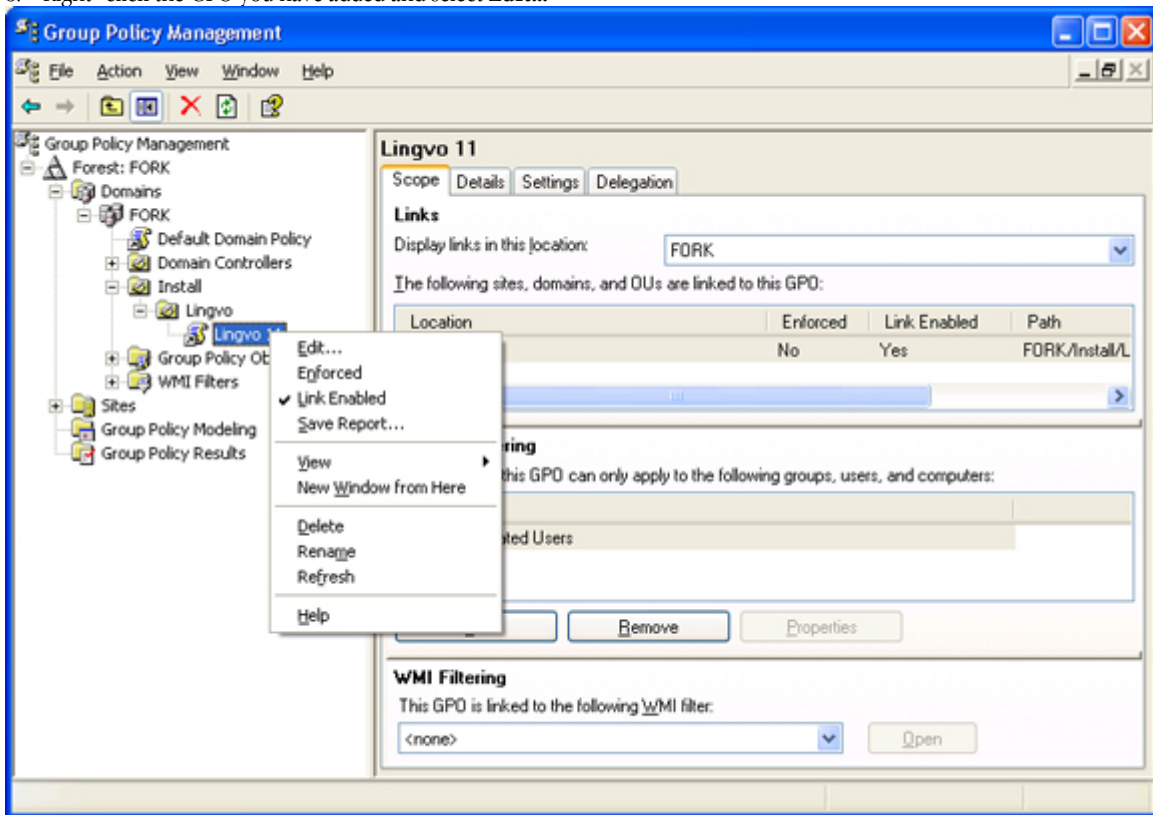 Group Policy Management
File Action View Window Help
Group Policy Management
Forest: FORK
Domains
FORK
Default Domain Policy
Domain Controllers
Install
Lingvo
Lingvo
Group Policy
WMI Filters
Sites
Group Policy Modeling
Group Policy Results
Edit...
Enforced
Link Enabled
Save Report...
View
New Window from Here
Delete
Rename
Refresh
Help
Lingvo 11
Scope Details Settings Delegation
Links
Display links in this location: FORK
The following sites, domains, and OUs are linked to this GPO:
Location Enforced Link Enabled Path
No Yes FORK/Install/L
this GPO can only apply to the following groups, users, and computers:
Users
Remove Properties
WMI Filtering
This GPO is linked to the following WMI filter:
<none> Open